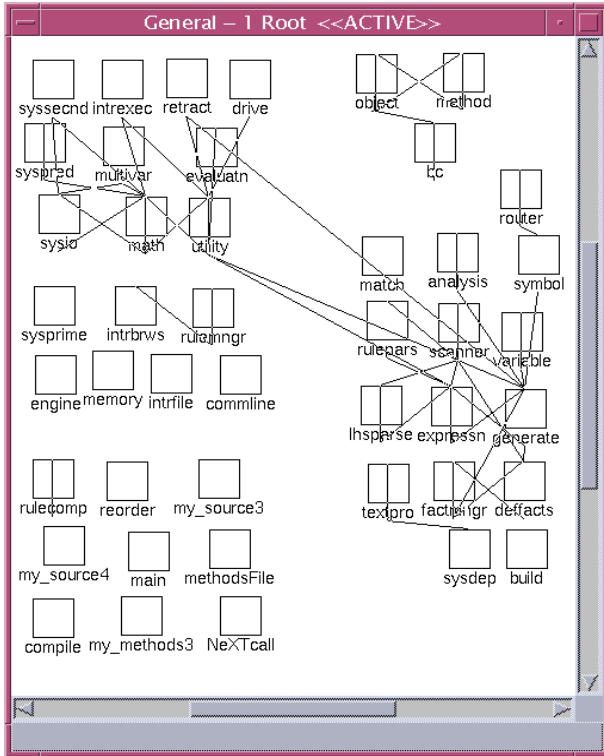 General – 1 Root <<ACTIVE>>
syssecnd intrexec retract drive object method
syspred multivar evaluatn bc
sysio math utility router
match analysis symbol
sysprime intrbrws rulemngr rulepars scanner variable
engine memory intrfile commline
lhsparse expressn generate
rulecomp reorder my_source3 textpro factmngr deffacts
my_source4 main methodsFile sysdep build
compile my_methods3 NeXTcall